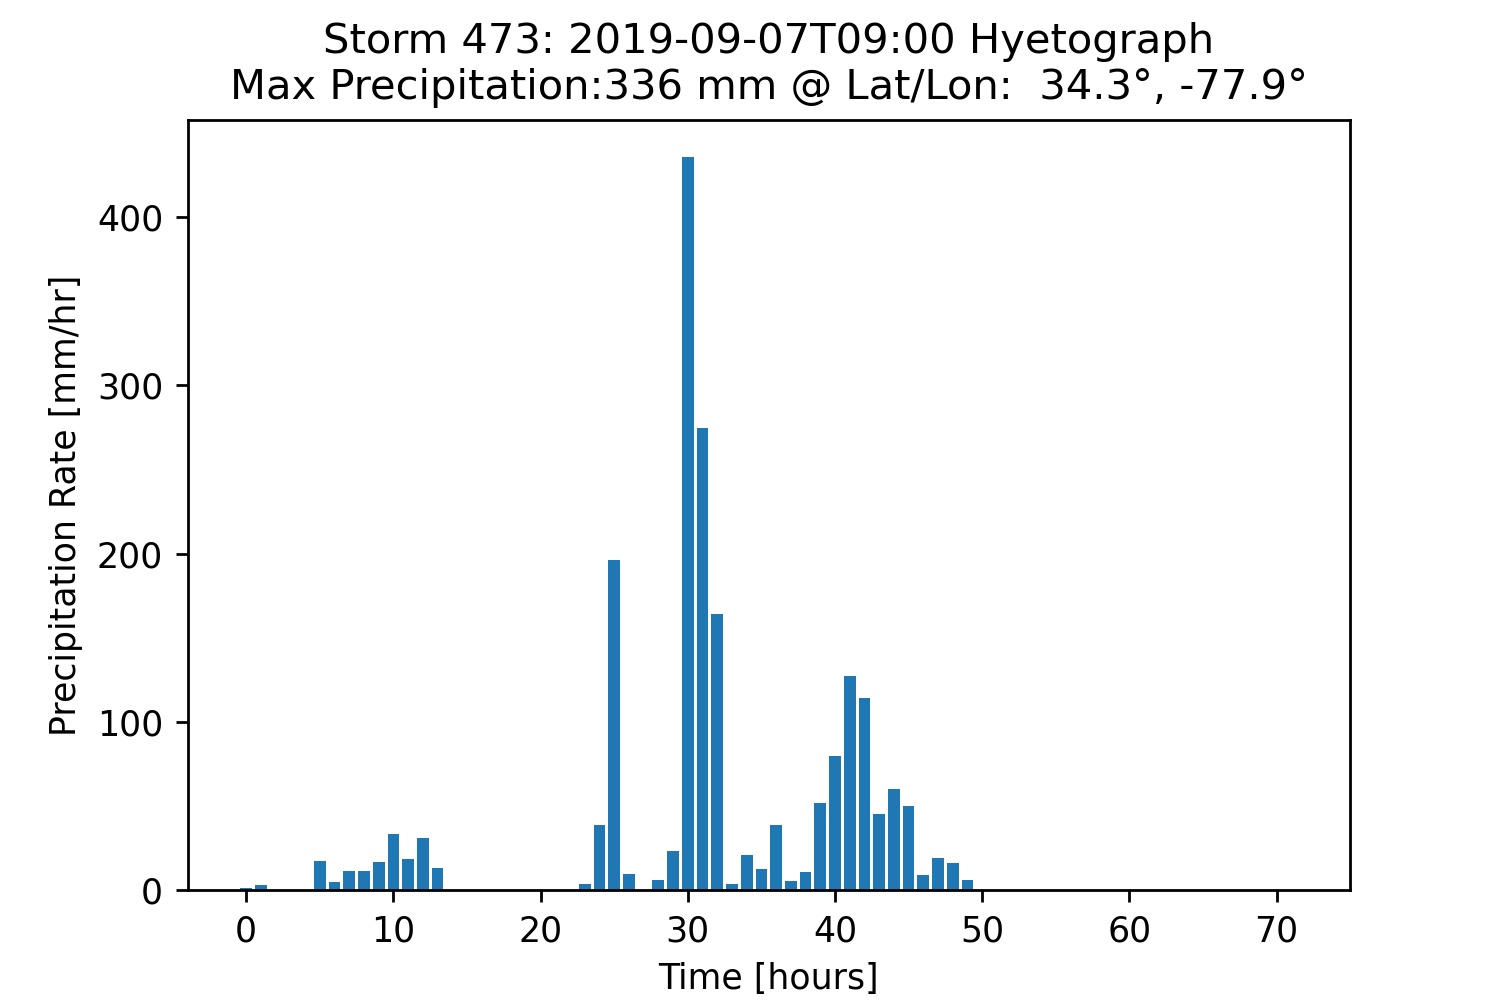 Storm 473: 2019-09-07T09:00 Hyetograph
Max Precipitation:336 mm @ Lat/Lon:  34.3°, -77.9°
Precipitation Rate [mm/hr]
400
300
200
100
0
0 10 20 30 40 50 60 70
Time [hours]